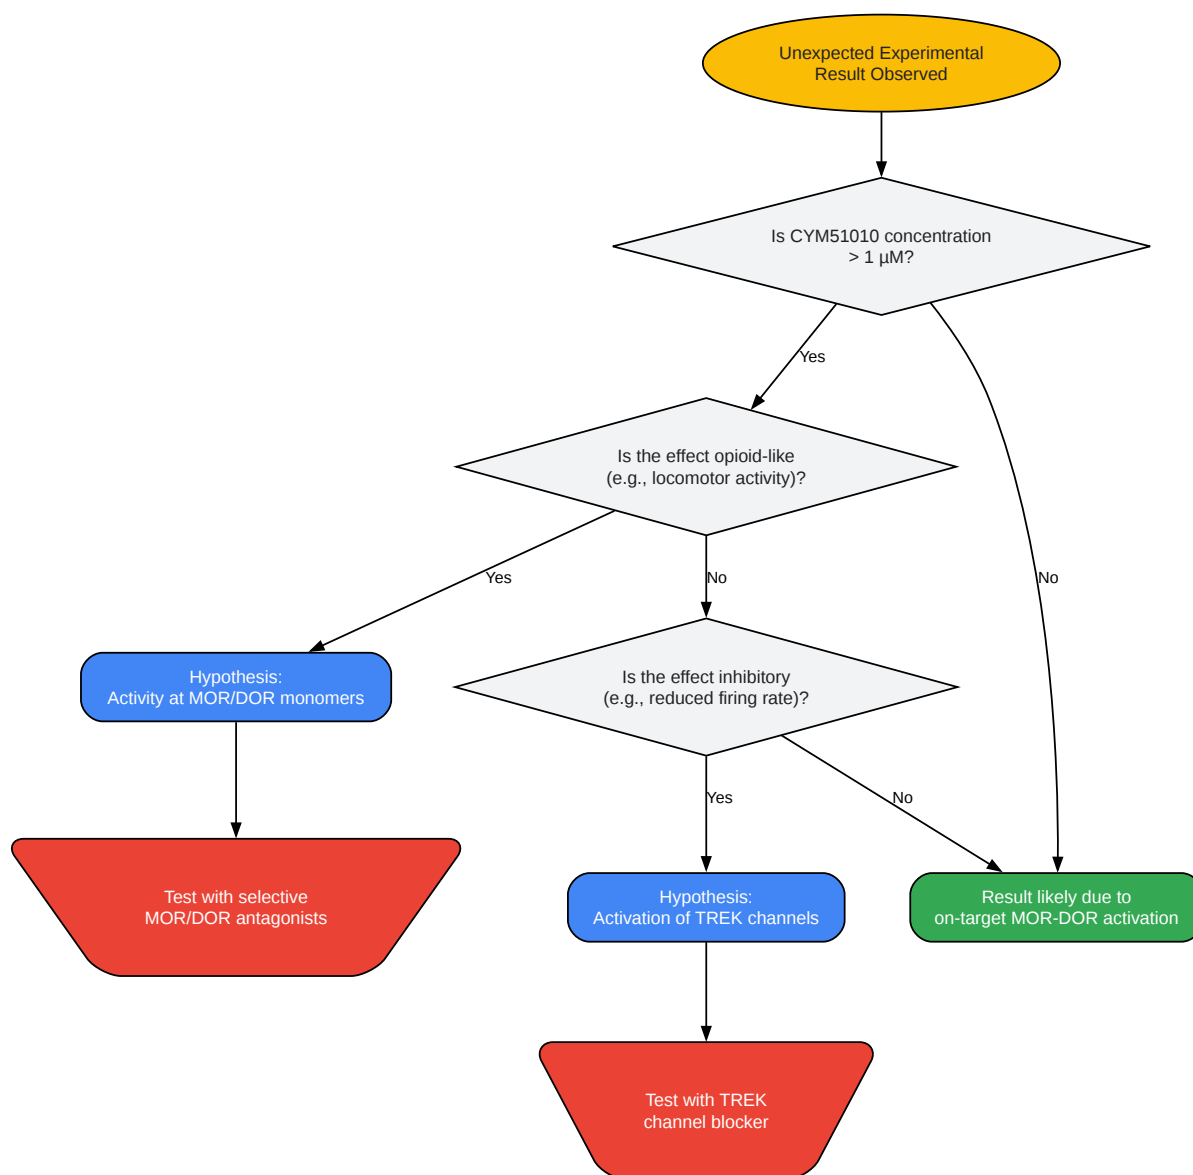 Unexpected Experimental
Result Observed
Is CYM51010 concentration
> 1 µM?
Yes
Is the effect opioid-like
(e.g., locomotor activity)?
Yes
No
No
Hypothesis:
Activity at MOR/DOR monomers
Is the effect inhibitory
(e.g., reduced firing rate)?
Yes
No
Test with selective
MOR/DOR antagonists
Hypothesis:
Activation of TREK channels
Result likely due to
on-target MOR-DOR activation
Test with TREK
channel blocker